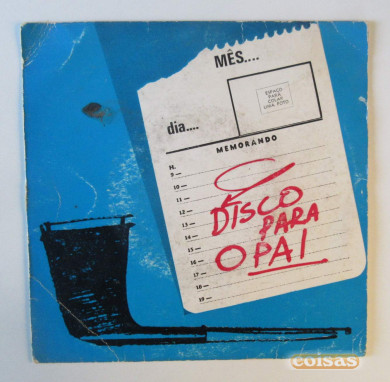 MÊS....
ESPAÇO
PARA
COLAR
UMA FOTO
dia....
MEMORANDO
H.
9—
10—
11—
12—
13—
14—
15—
16—
17—
18—
19—
DISCO
PARA
O PAI
coisas